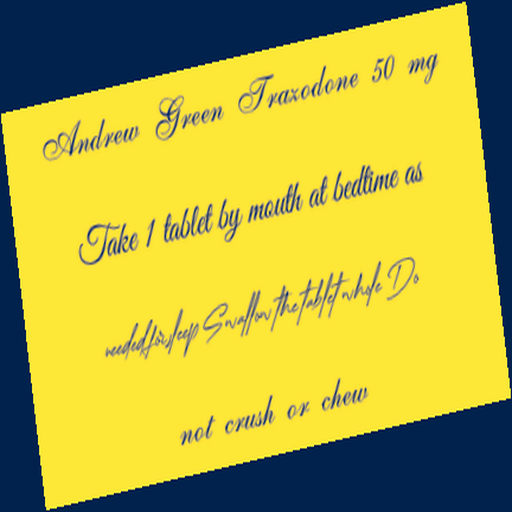 Andrew Green Trazodone 50 mg
Take 1 tablet by mouth at bedtime as
needed for sleep Swallow the tablet whole Do
not crush or chew